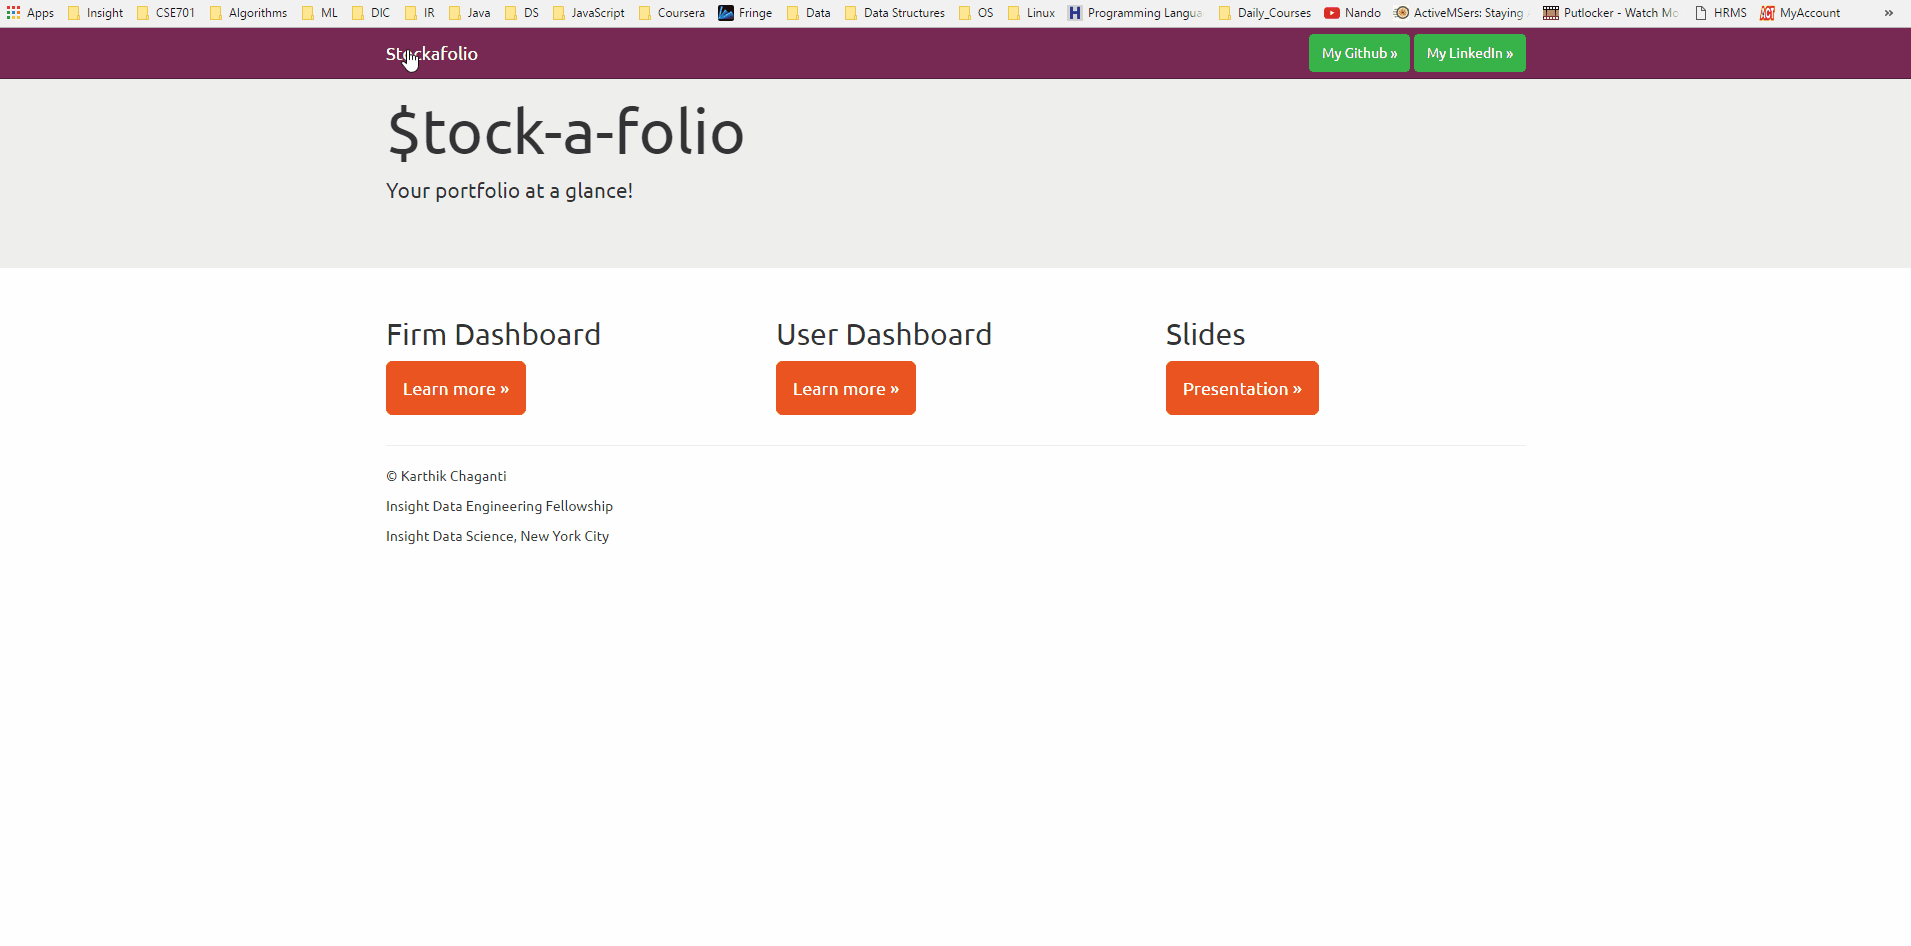 Apps Insight CSE701 Algorithms ML DIC IR Java DS JavaScript Coursera Fringe Data Data Structures OS Linux Programming Langua Daily_Courses Nando ActiveMSers: Staying Putlocker - Watch Mo HRMS ACT MyAccount »
Stockafolio My Github » My LinkedIn »
$tock-a-folio
Your portfolio at a glance!
Firm Dashboard User Dashboard Slides
Learn more » Learn more » Presentation »
© Karthik Chaganti
Insight Data Engineering Fellowship
Insight Data Science, New York City